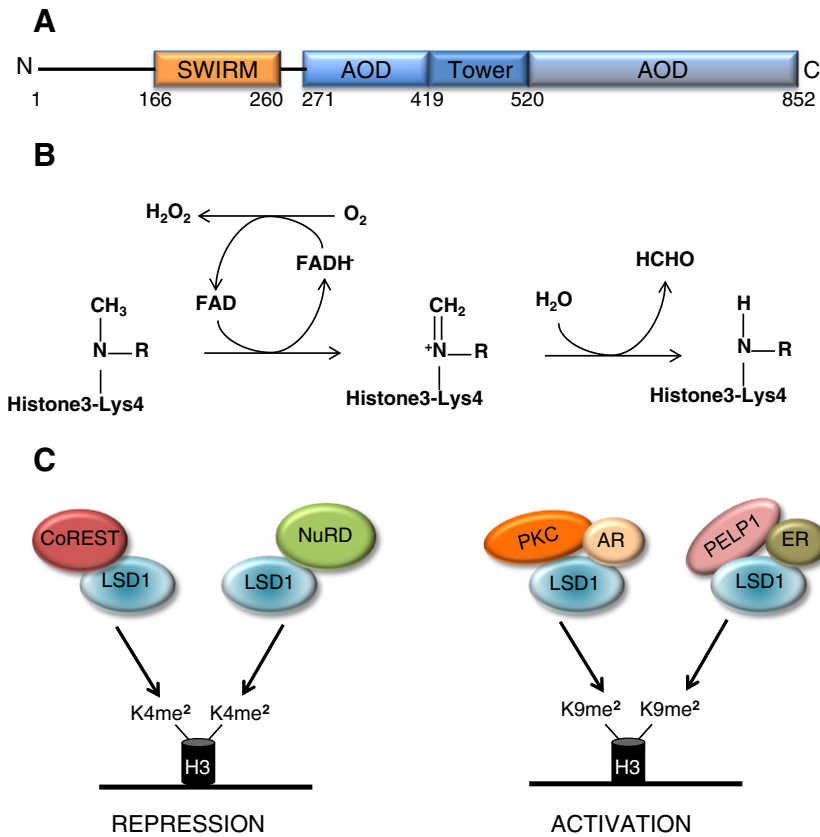 A
N SWIRM AOD Tower AOD C
1 166 260 271 419 520 852
B
H₂O₂ O₂
FADH⁻ HCHO
CH₃ FAD CH₂ H₂O H
N R ⁺N R N R
Histone3-Lys4 Histone3-Lys4 Histone3-Lys4
C
CoREST NuRD PKC AR PELP1 ER
LSD1 LSD1 LSD1 LSD1
K4me² K4me² K9me² K9me²
H3 H3
REPRESSION ACTIVATION